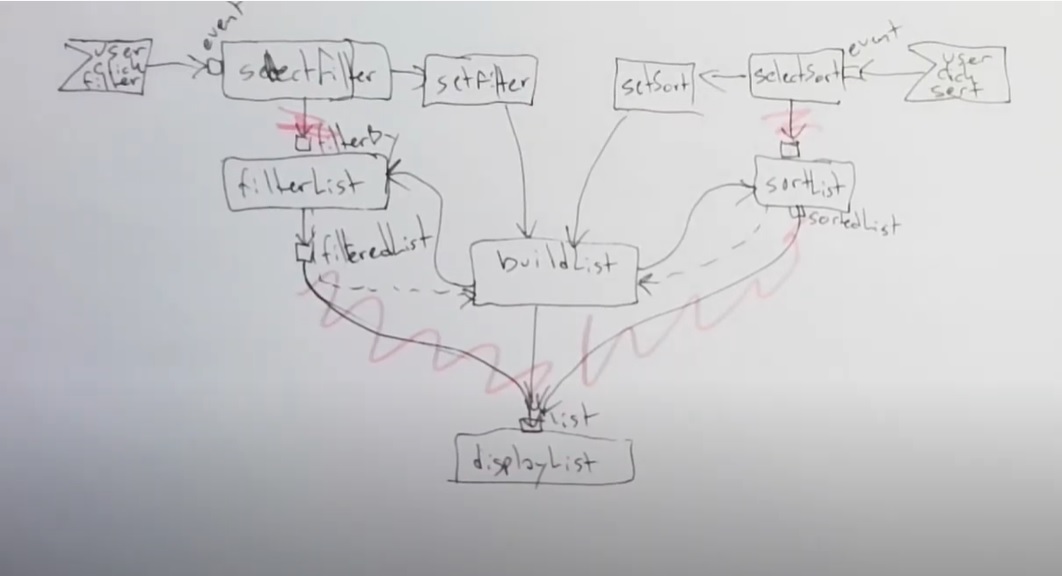 event
user
click
filter
selectFilter
setFilter
setSort
selectSort
event
user
click
sort
filterBy
filterList
sortList
sortedList
filteredList
buildList
list
displayList